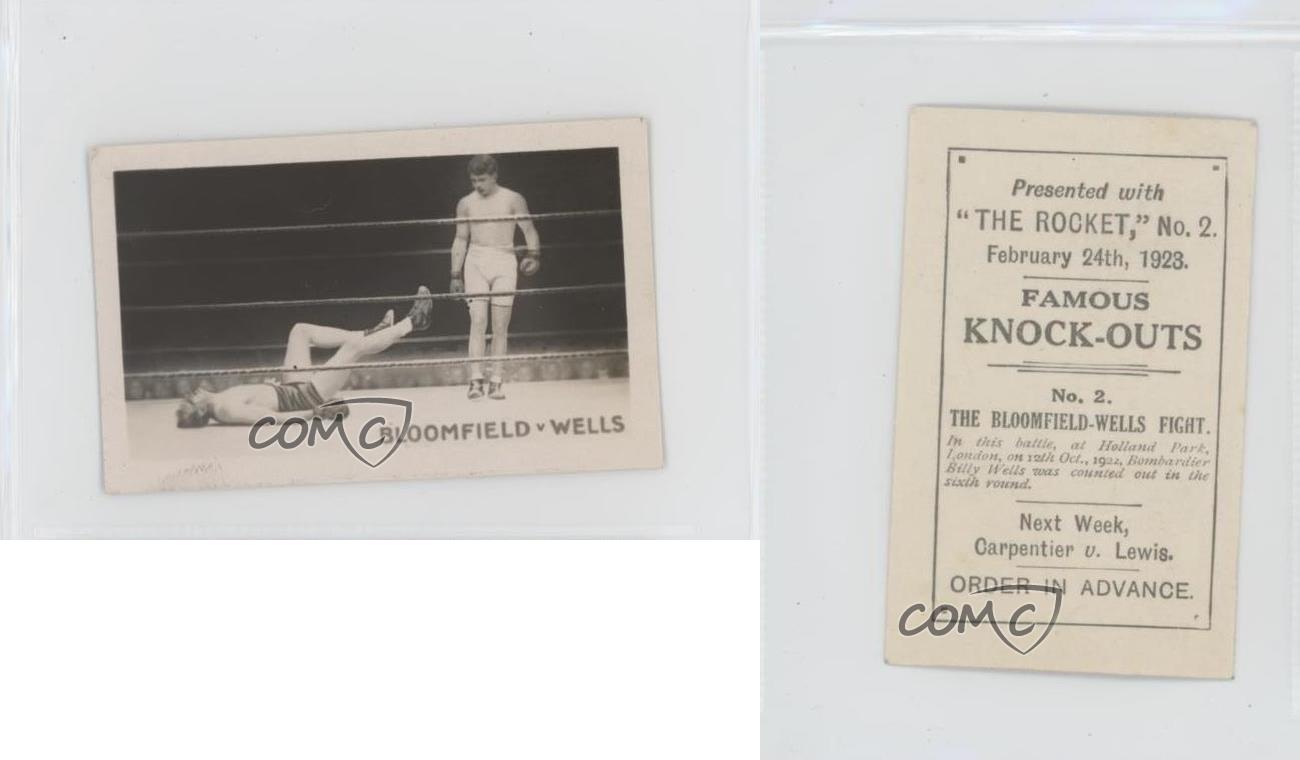 BLOOMFIELD v WELLS
COMC
Presented with
"THE ROCKET," No. 2.
February 24th, 1923.
FAMOUS
KNOCK-OUTS
No. 2.
THE BLOOMFIELD-WELLS FIGHT.
In this battle, at Holland Park,
London, on 12th Oct., 1922, Bombardier
Billy Wells was counted out in the
sixth round.
Next Week,
Carpentier v. Lewis.
ORDER IN ADVANCE.
COMC